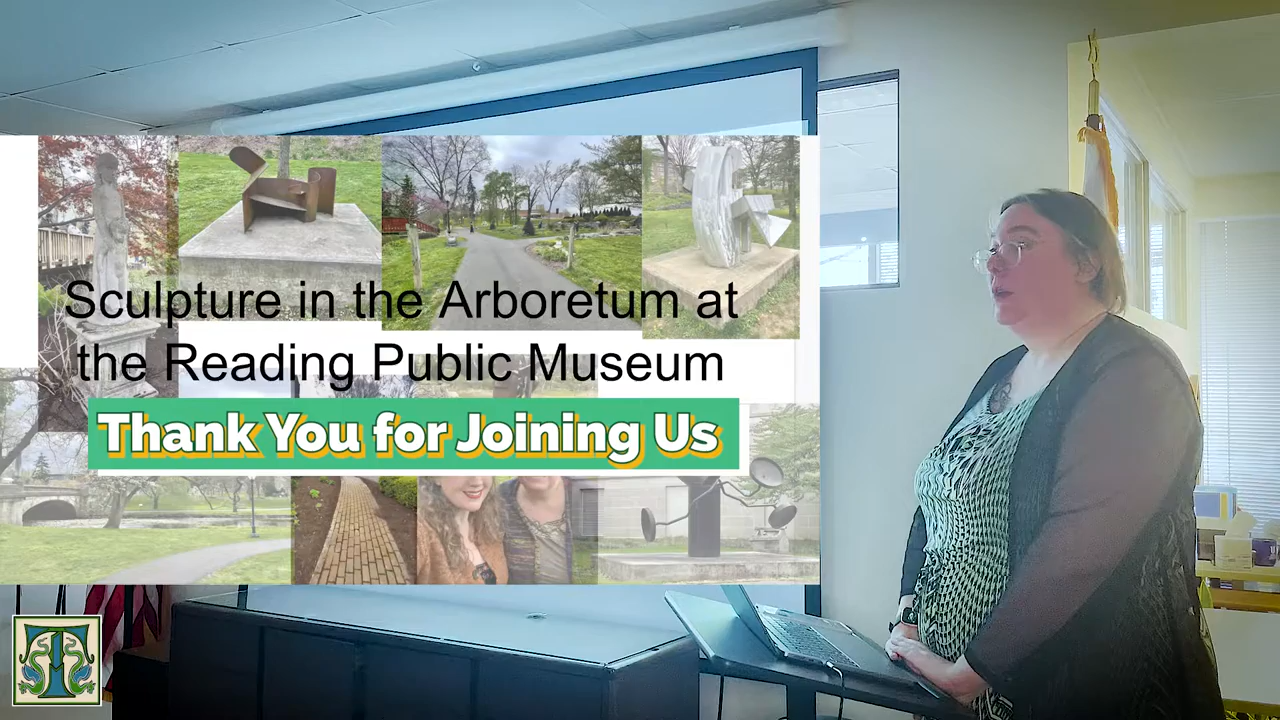 Sculpture in the Arboretum at
the Reading Public Museum
Thank You for Joining Us
T